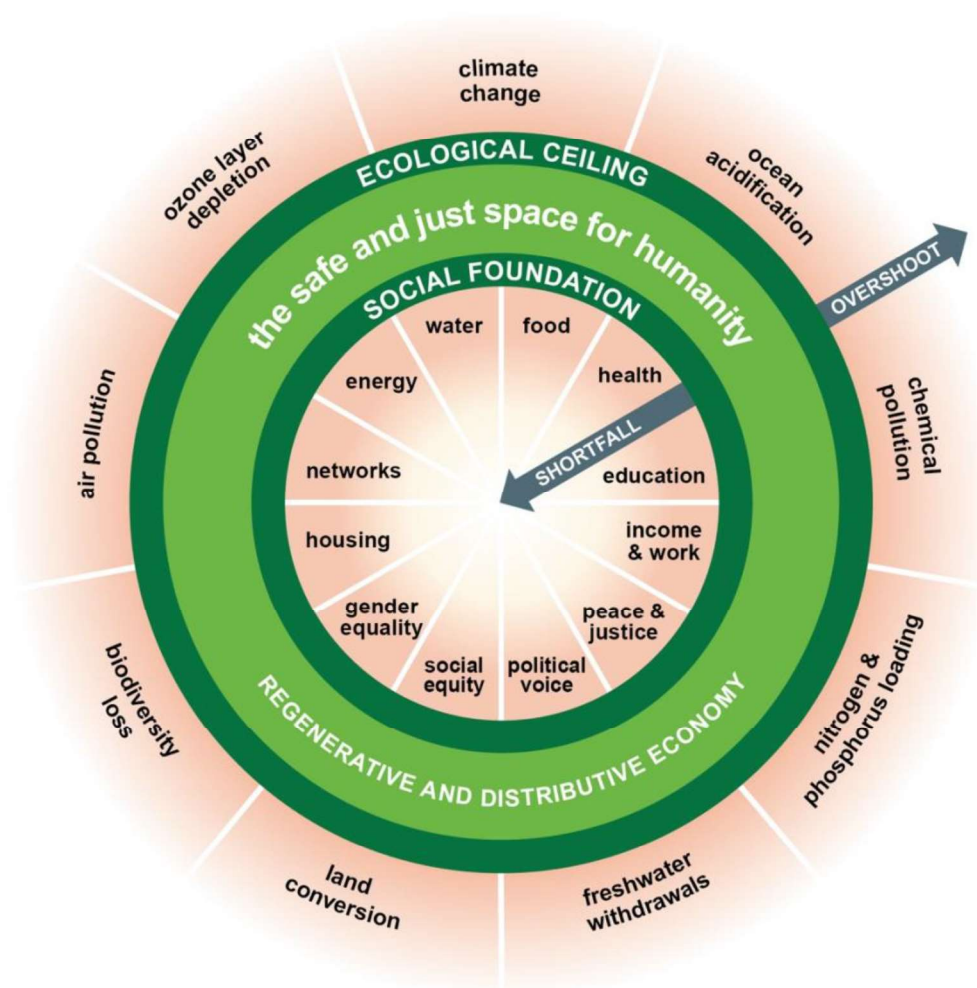 climate
change
ocean
acidification
OVERSHOOT
chemical
pollution
nitrogen &
phosphorus loading
freshwater
withdrawals
land
conversion
biodiversity
loss
air pollution
ozone layer
depletion
ECOLOGICAL CEILING
the safe and just space for humanity
SOCIAL FOUNDATION
water
food
health
SHORTFALL
education
income
& work
peace &
justice
political
voice
social
equity
gender
equality
housing
networks
energy
REGENERATIVE AND DISTRIBUTIVE ECONOMY